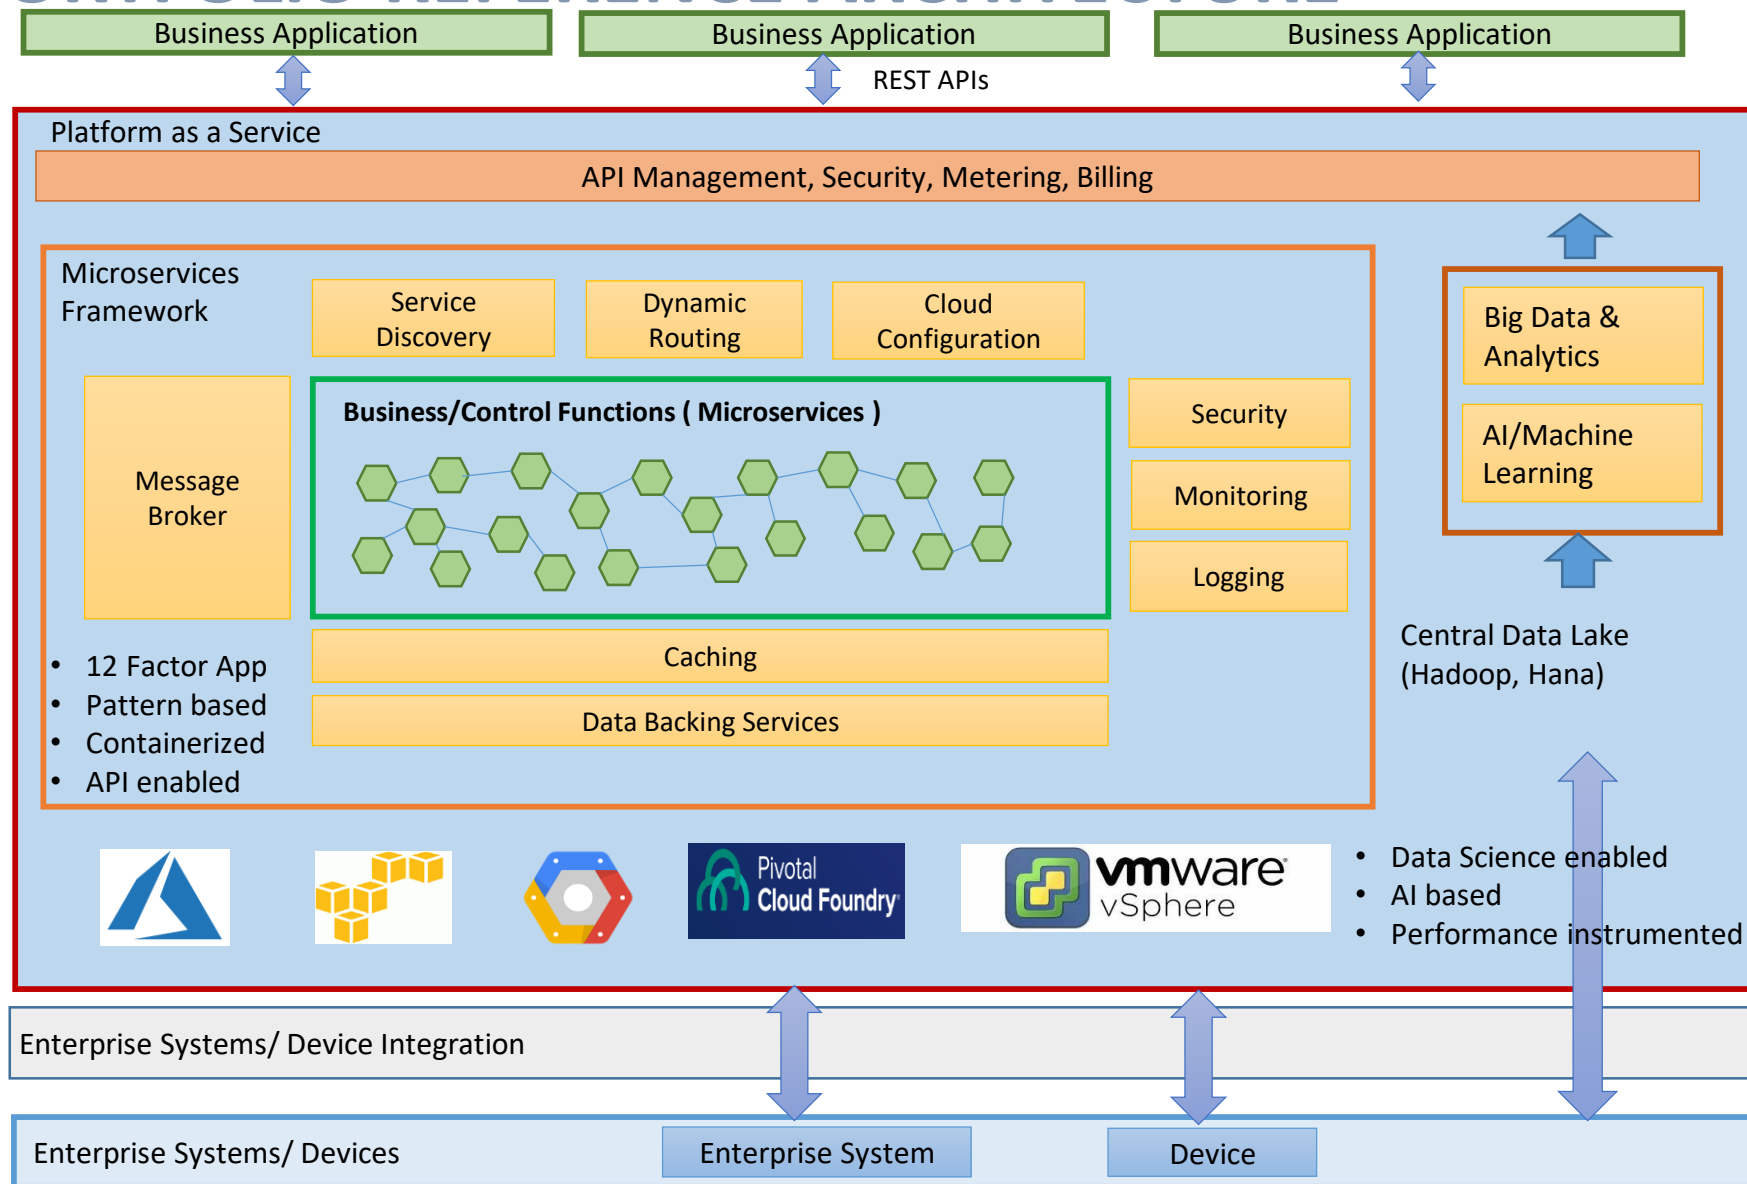 Business Application
Business Application
Business Application
REST APIs
Platform as a Service
API Management, Security, Metering, Billing
Microservices
Framework
Service
Discovery
Dynamic
Routing
Cloud
Configuration
Big Data &
Analytics
AI/Machine
Learning
Message
Broker
Business/Control Functions ( Microservices )
Security
Monitoring
Logging
Caching
Data Backing Services
Central Data Lake
(Hadoop, Hana)
• 12 Factor App
• Pattern based
• Containerized
• API enabled
Pivotal
Cloud Foundry
vmware
vSphere
• Data Science enabled
• AI based
• Performance instrumented
Enterprise Systems/ Device Integration
Enterprise Systems/ Devices
Enterprise System
Device